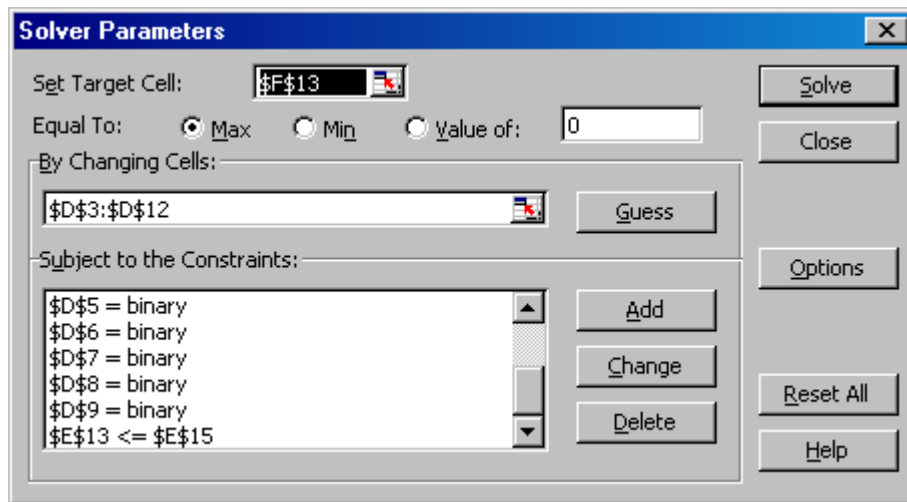 Solver Parameters
Set Target Cell: $F$13
Solve
Equal To: Max Min Value of: 0
Close
By Changing Cells:
$D$3:$D$12
Guess
Subject to the Constraints:
Options
$D$5 = binary
Add
$D$6 = binary
$D$7 = binary
Change
$D$8 = binary
Reset All
$D$9 = binary
Delete
$E$13 <= $E$15
Help